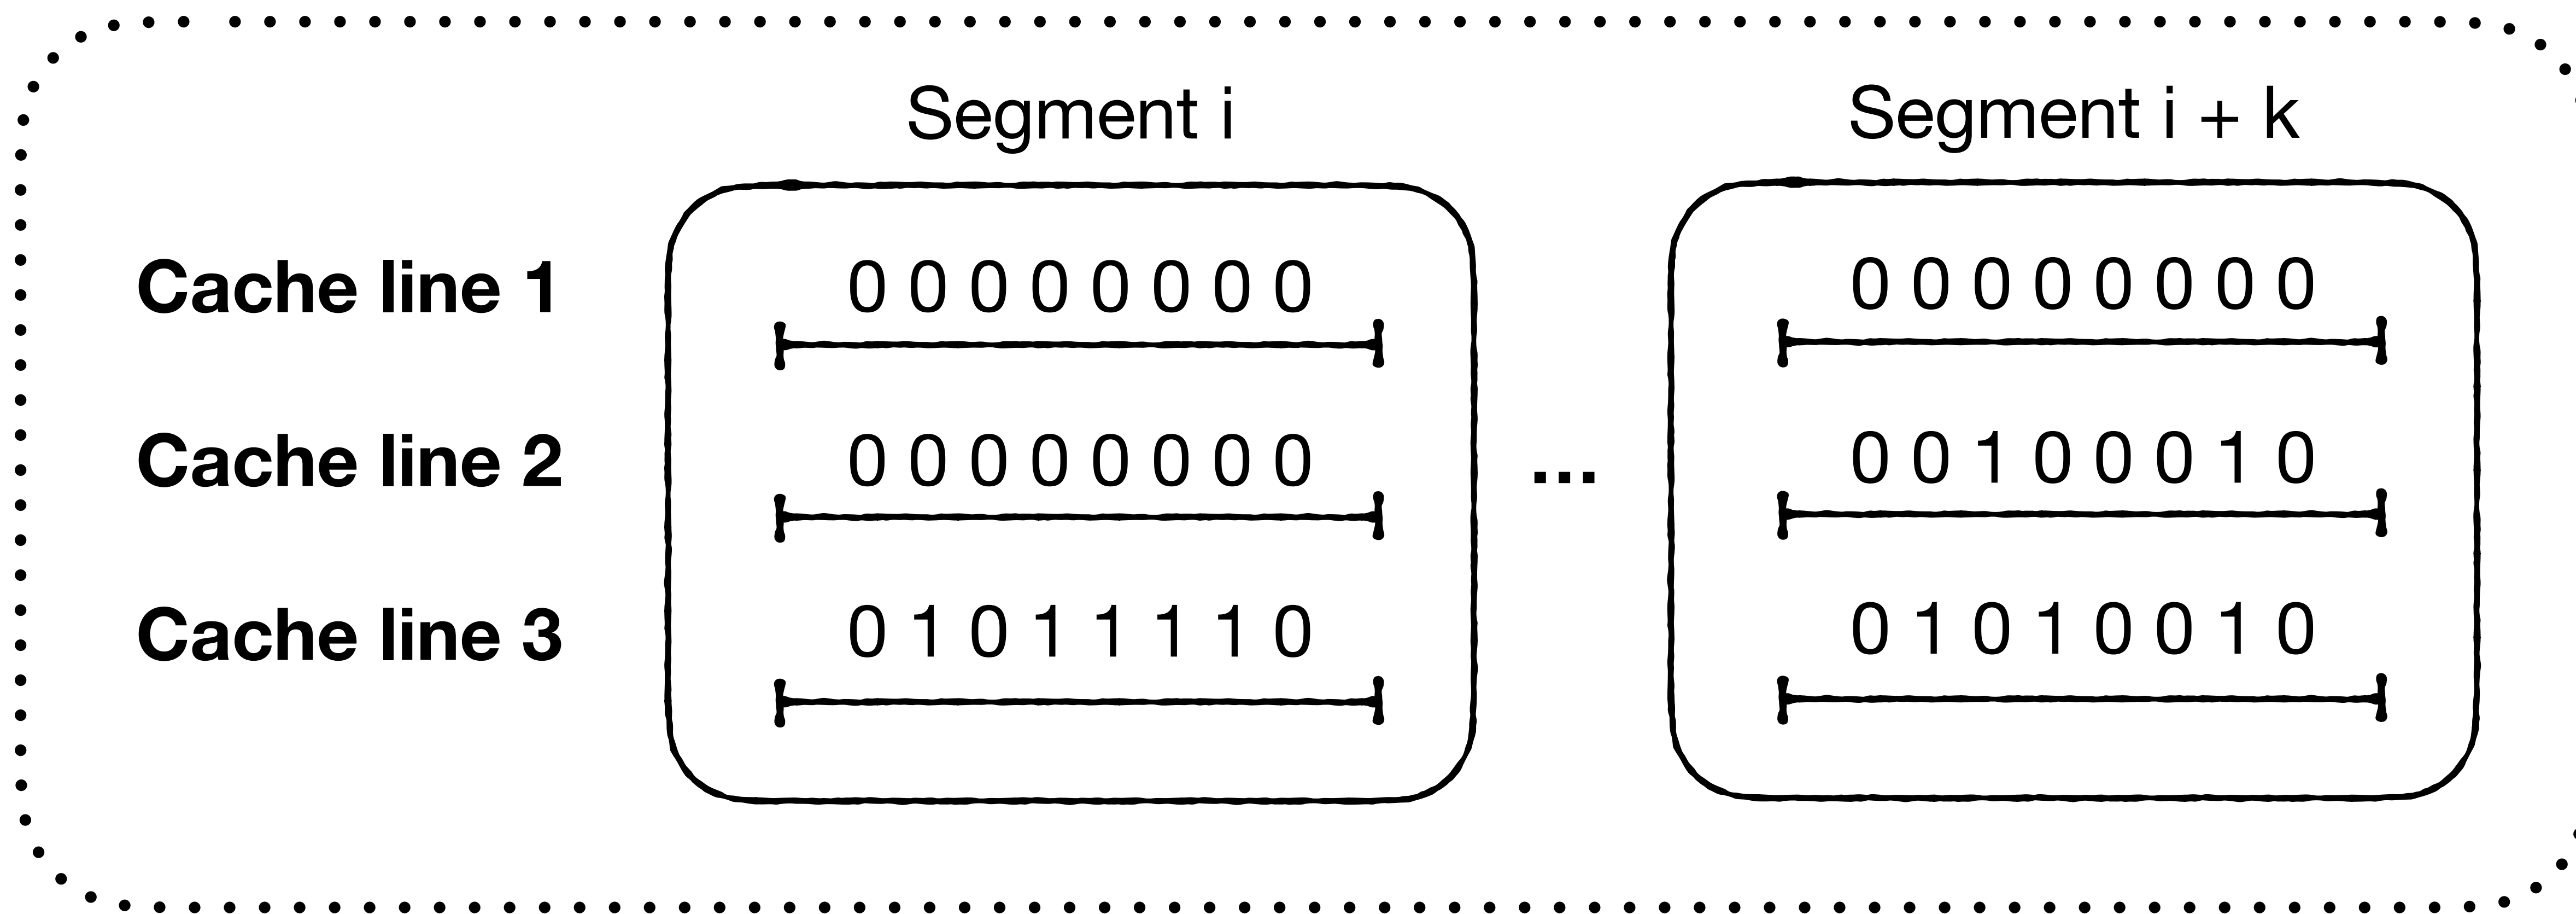 Segment i Segment i + k
Cache line 1 0 0 0 0 0 0 0 0 0 0 0 0 0 0 0 0
Cache line 2 0 0 0 0 0 0 0 0 ... 0 0 1 0 0 0 1 0
Cache line 3 0 1 0 1 1 1 1 0 0 1 0 1 0 0 1 0